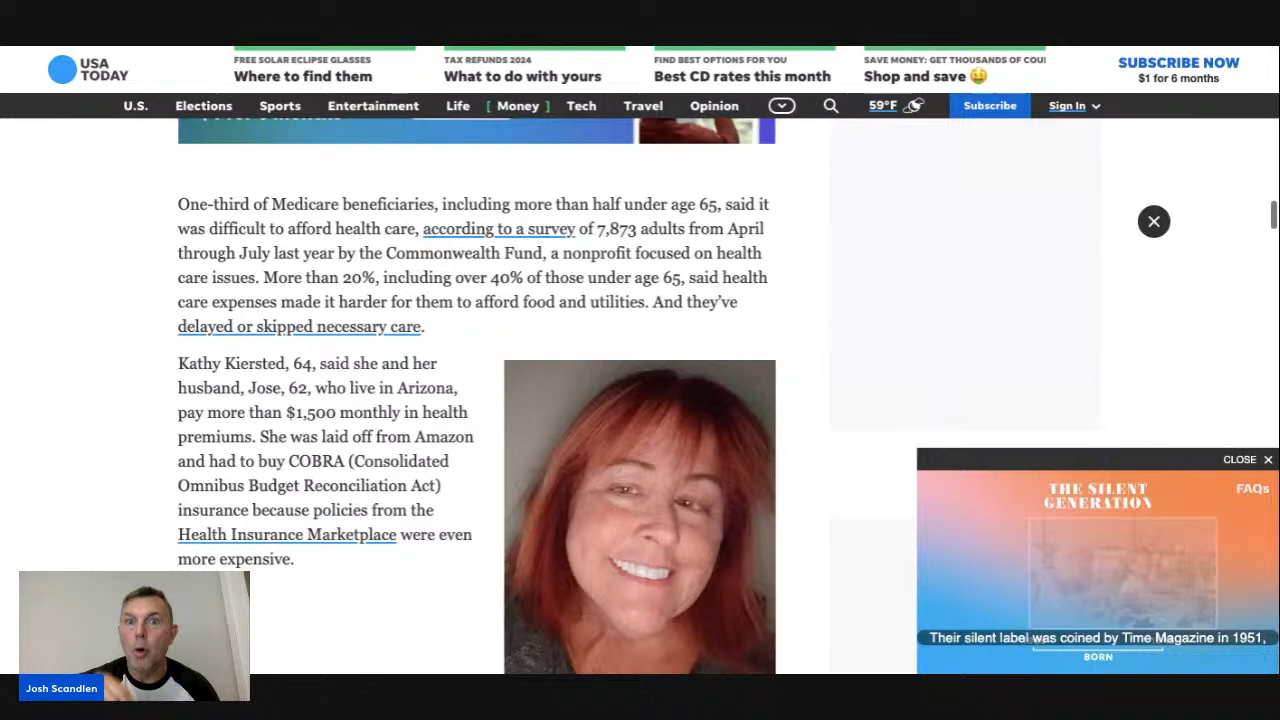 USA
TODAY
FREE SOLAR ECLIPSE GLASSES
Where to find them
TAX REFUNDS 2024
What to do with yours
FIND BEST OPTIONS FOR YOU
Best CD rates this month
SAVE MONEY: GET THOUSANDS OF COU
Shop and save 🤑
SUBSCRIBE NOW
$1 for 6 months
U.S. Elections Sports Entertainment Life [ Money ] Tech Travel Opinion 59°F Subscribe Sign In
One-third of Medicare beneficiaries, including more than half under age 65, said it
was difficult to afford health care, according to a survey of 7,873 adults from April
through July last year by the Commonwealth Fund, a nonprofit focused on health
care issues. More than 20%, including over 40% of those under age 65, said health
care expenses made it harder for them to afford food and utilities. And they’ve
delayed or skipped necessary care.
Kathy Kiersted, 64, said she and her
husband, Jose, 62, who live in Arizona,
pay more than $1,500 monthly in health
premiums. She was laid off from Amazon
and had to buy COBRA (Consolidated
Omnibus Budget Reconciliation Act)
insurance because policies from the
Health Insurance Marketplace were even
more expensive.
CLOSE ✕
THE SILENT
GENERATION
FAQs
Their silent label was coined by Time Magazine in 1951,
BORN
Josh Scandlen